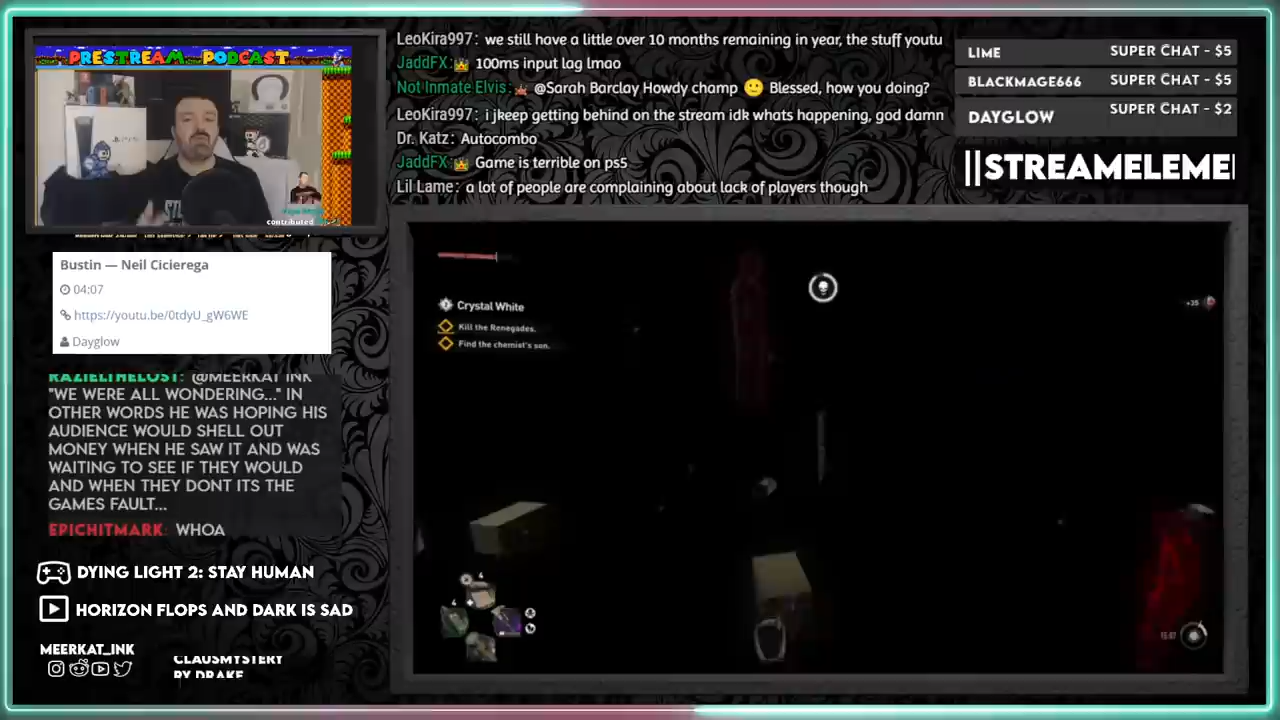 PRESTREAM PODCAST
contributed
Bustin — Neil Cicierega
04:07
https://youtu.be/0tdyU_gW6WE
Dayglow
RAZIELTHELOST: @MEERKAT INK
"WE WERE ALL WONDERING..." IN
OTHER WORDS HE WAS HOPING HIS
AUDIENCE WOULD SHELL OUT
MONEY WHEN HE SAW IT AND WAS
WAITING TO SEE IF THEY WOULD
AND WHEN THEY DONT ITS THE
GAMES FAULT...
EPICHITMARK: WHOA
DYING LIGHT 2: STAY HUMAN
HORIZON FLOPS AND DARK IS SAD
MEERKAT_INK
CLAUSMYSTERY
BY DRAKE
LeoKira997: we still have a little over 10 months remaining in year, the stuff youtu
JaddFX: 100ms input lag lmao
Not Inmate Elvis: @Sarah Barclay Howdy champ 🙂 Blessed, how you doing?
LeoKira997: i jkeep getting behind on the stream idk whats happening, god damn
Dr. Katz: Autocombo
JaddFX: Game is terrible on ps5
Lil Lame: a lot of people are complaining about lack of players though
LIME SUPER CHAT - $5
BLACKMAGE666 SUPER CHAT - $5
DAYGLOW SUPER CHAT - $2
||STREAMELEME
Crystal White
Kill the Renegades.
Find the chemist's son.
+35
4
4